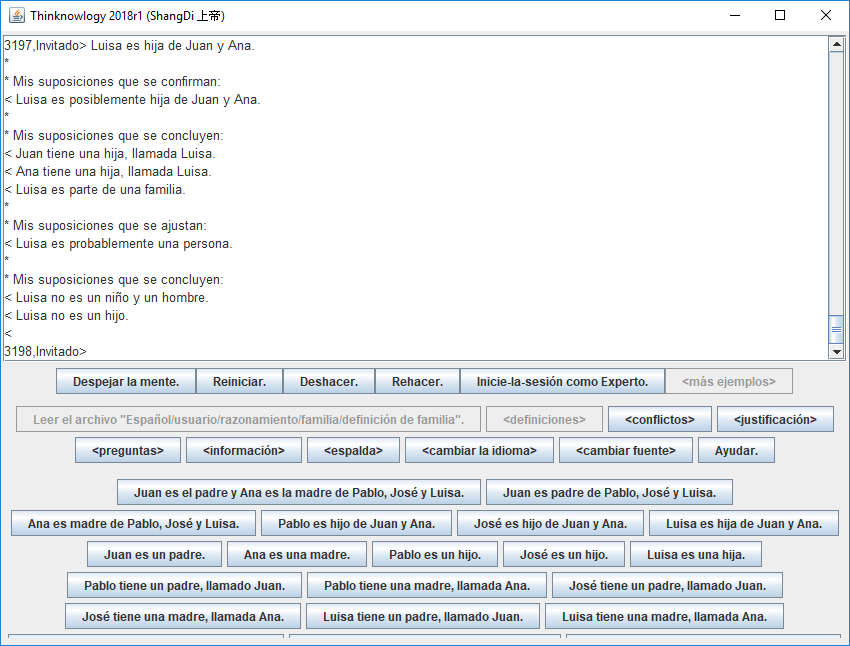 Thinknowlogy 2018r1 (ShangDi 上帝)
3197,Invitado> Luisa es hija de Juan y Ana.
*
* Mis suposiciones que se confirman:
< Luisa es posiblemente hija de Juan y Ana.
*
* Mis suposiciones que se concluyen:
< Juan tiene una hija, llamada Luisa.
< Ana tiene una hija, llamada Luisa.
< Luisa es parte de una familia.
*
* Mis suposiciones que se ajustan:
< Luisa es probablemente una persona.
*
* Mis suposiciones que se concluyen:
< Luisa no es un niño y un hombre.
< Luisa no es un hijo.
<
3198,Invitado>
Despejar la mente. Reiniciar. Deshacer. Rehacer. Inicie-la-sesión como Experto. <más ejemplos>
Leer el archivo "Español/usuario/razonamiento/familia/definición de familia". <definiciones> <conflictos> <justificación>
<preguntas> <información> <espalda> <cambiar la idioma> <cambiar fuente> Ayudar.
Juan es el padre y Ana es la madre de Pablo, José y Luisa. Juan es padre de Pablo, José y Luisa.
Ana es madre de Pablo, José y Luisa. Pablo es hijo de Juan y Ana. José es hijo de Juan y Ana. Luisa es hija de Juan y Ana.
Juan es un padre. Ana es una madre. Pablo es un hijo. José es un hijo. Luisa es una hija.
Pablo tiene un padre, llamado Juan. Pablo tiene una madre, llamada Ana. José tiene un padre, llamado Juan.
José tiene una madre, llamada Ana. Luisa tiene un padre, llamado Juan. Luisa tiene una madre, llamada Ana.